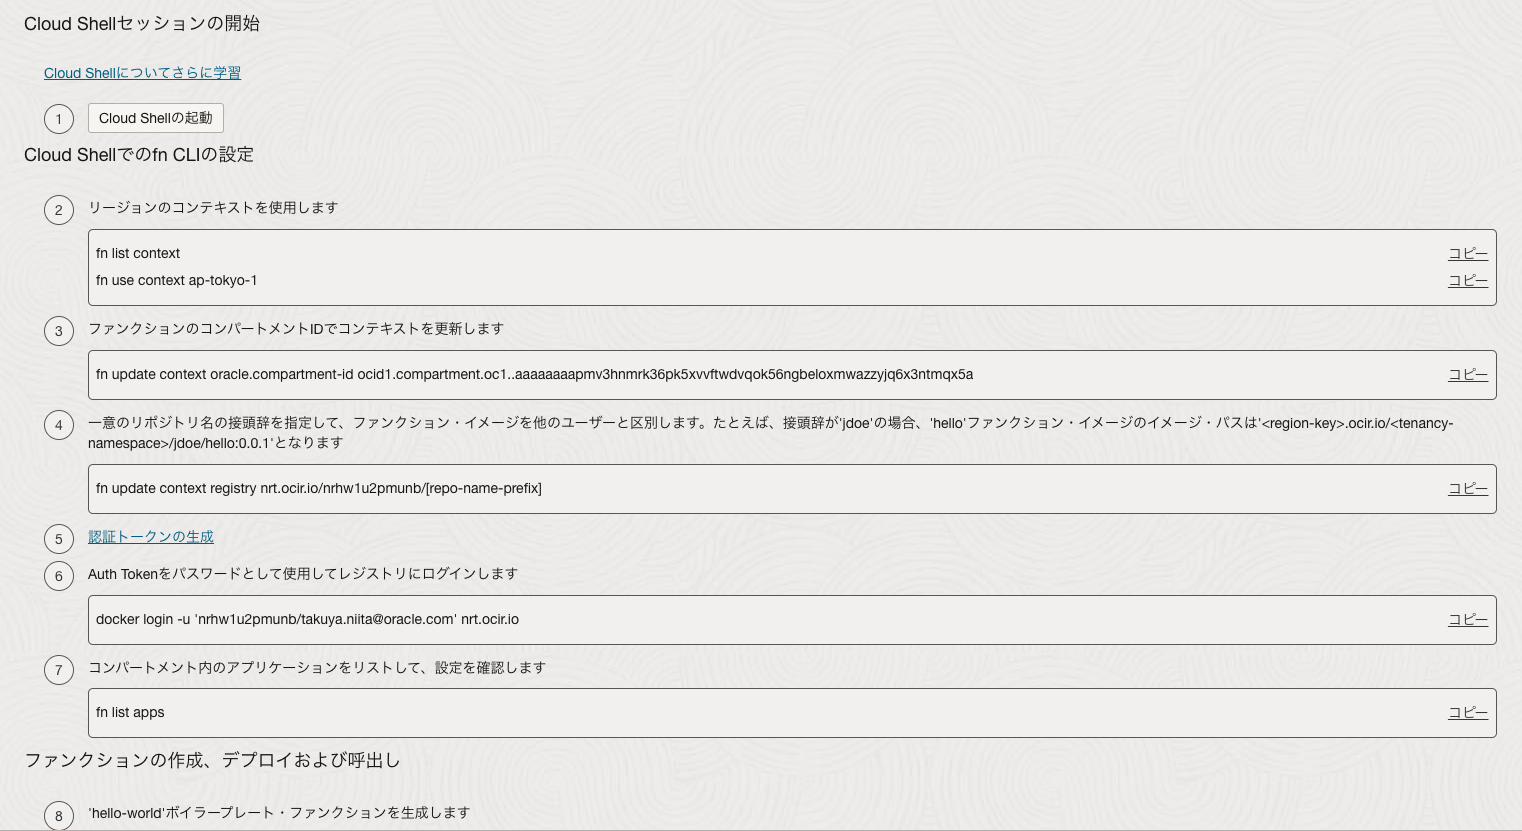 Cloud Shellセッションの開始
Cloud Shellについてさらに学習
1 Cloud Shellの起動
Cloud Shellでのfn CLIの設定
2 リージョンのコンテキストを使用します
fn list context コピー
fn use context ap-tokyo-1 コピー
3 ファンクションのコンパートメントIDでコンテキストを更新します
fn update context oracle.compartment-id ocid1.compartment.oc1..aaaaaaaapmv3hnmrk36pk5xvvftwdvqok56ngbeloxmwazzyjq6x3ntmqx5a コピー
4 一意のリポジトリ名の接頭辞を指定して、ファンクション・イメージを他のユーザーと区別します。たとえば、接頭辞が'jdoe'の場合、'hello'ファンクション・イメージのイメージ・パスは'<region-key>.ocir.io/<tenancy-
namespace>/jdoe/hello:0.0.1'となります
fn update context registry nrt.ocir.io/nrhw1u2pmunb/[repo-name-prefix] コピー
5 認証トークンの生成
6 Auth Tokenをパスワードとして使用してレジストリにログインします
docker login -u 'nrhw1u2pmunb/takuya.niita@oracle.com' nrt.ocir.io コピー
7 コンパートメント内のアプリケーションをリストして、設定を確認します
fn list apps コピー
ファンクションの作成、デプロイおよび呼出し
8 'hello-world'ボイラープレート・ファンクションを生成します